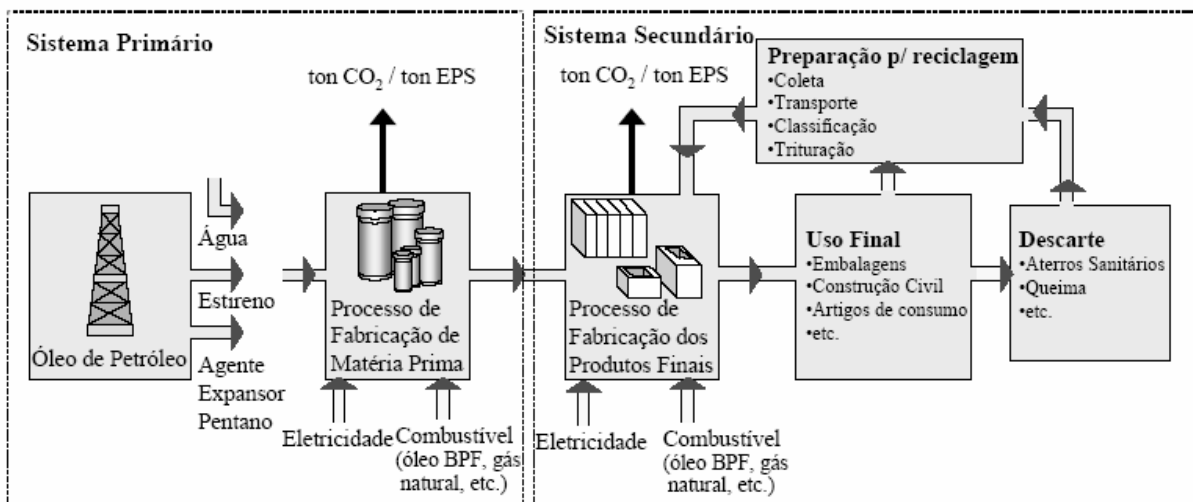 Sistema Primário
ton CO₂ / ton EPS
Água
Estireno
Óleo de Petróleo
Agente
Expansor
Pentano
Processo de
Fabricação de
Matéria Prima
Eletricidade
Combustível
(óleo BPF, gás
natural, etc.)
Sistema Secundário
ton CO₂ / ton EPS
Preparação p/ reciclagem
•Coleta
•Transporte
•Classificação
•Trituração
Processo de
Fabricação dos
Produtos Finais
Eletricidade
Combustível
(óleo BPF, gás
natural, etc.)
Uso Final
•Embalagens
•Construção Civil
•Artigos de consumo
•etc.
Descarte
•Aterros Sanitários
•Queima
•etc.